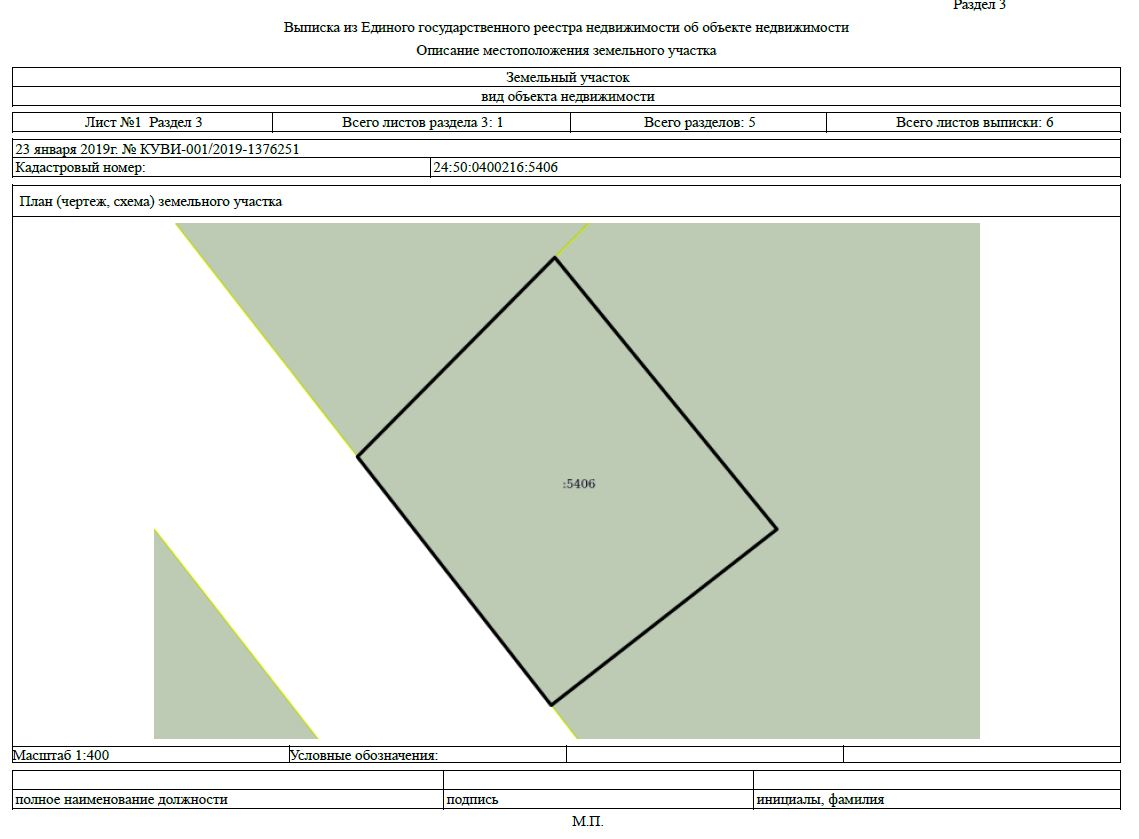 Раздел 3
Выписка из Единого государственного реестра недвижимости об объекте недвижимости
Описание местоположения земельного участка
Земельный участок
вид объекта недвижимости
Лист №1 Раздел 3 Всего листов раздела 3: 1 Всего разделов: 5 Всего листов выписки: 6
23 января 2019г. № КУВИ-001/2019-1376251
Кадастровый номер: 24:50:0400216:5406
План (чертеж, схема) земельного участка
:5406
Масштаб 1:400 Условные обозначения:
полное наименование должности подпись инициалы, фамилия
М.П.